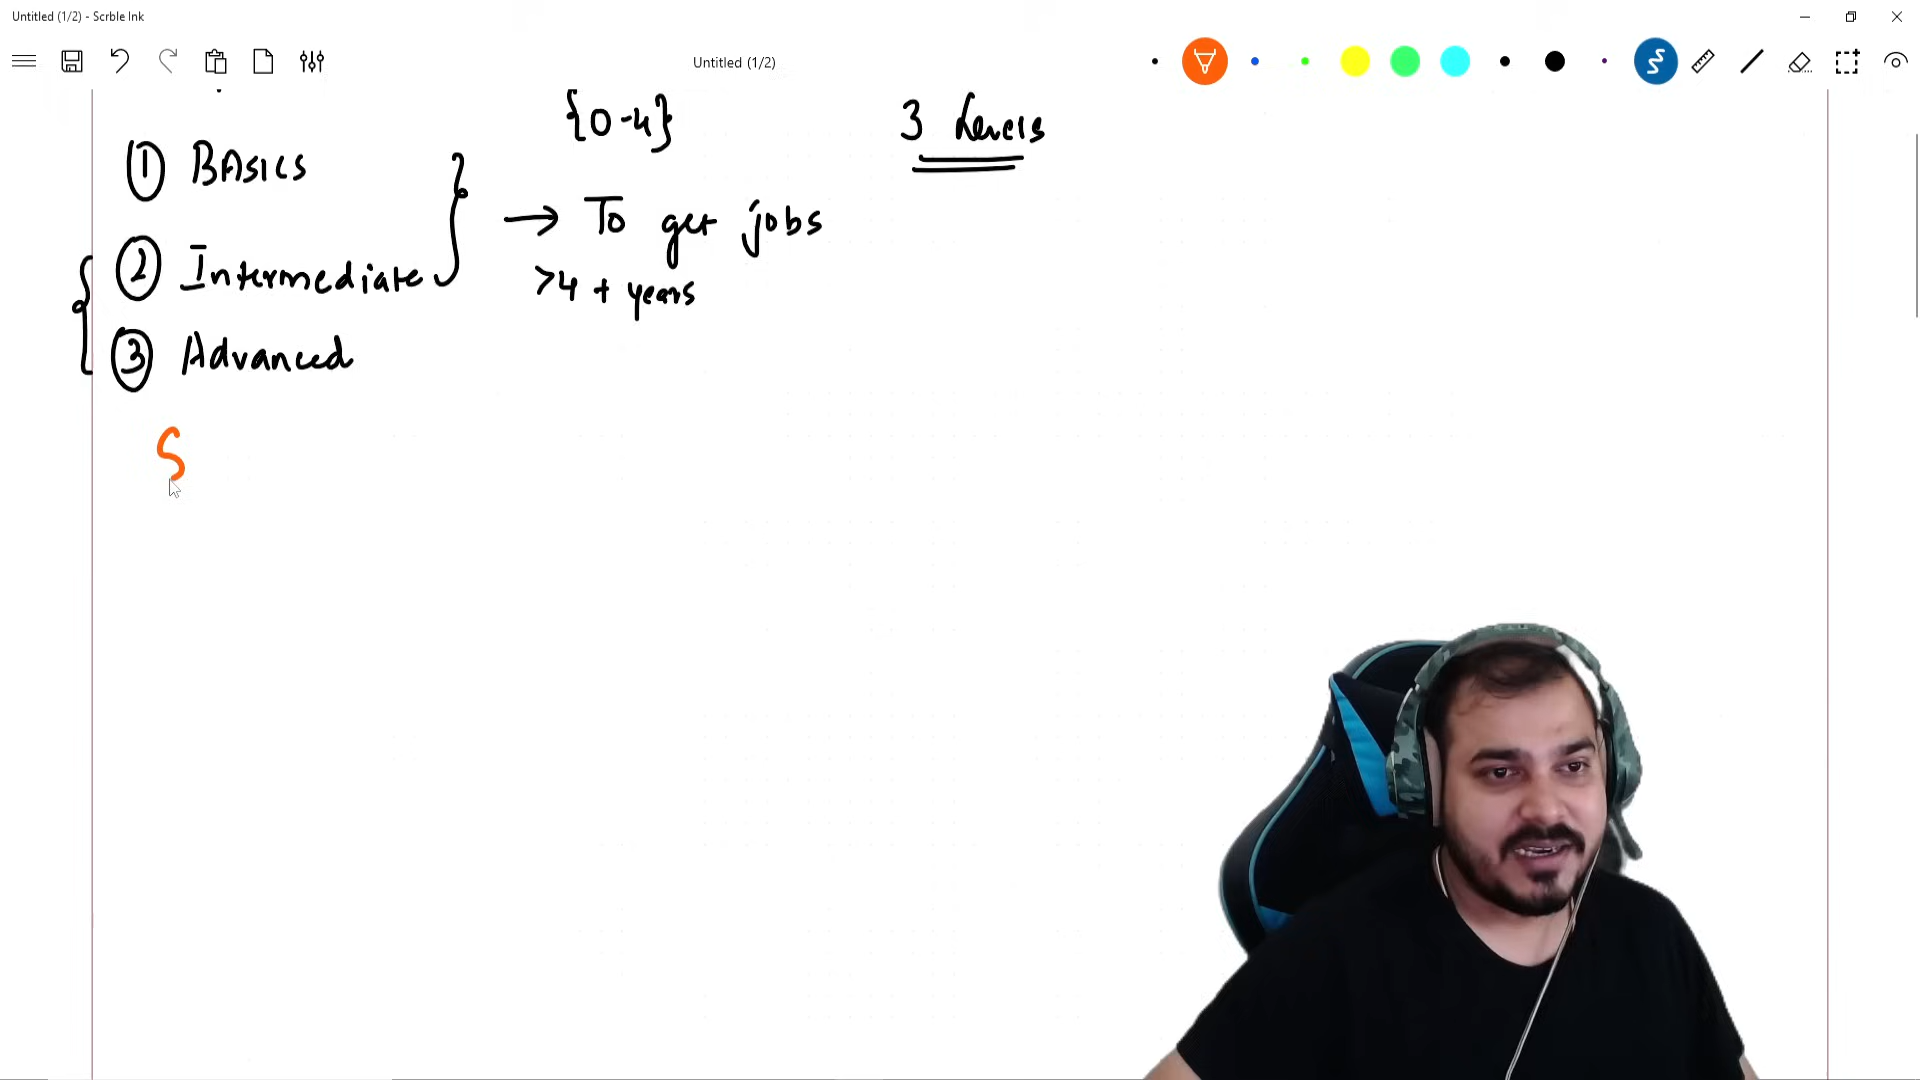 Untitled (1/2) - Scrble Ink
Untitled (1/2)
{0-4}
3 Levels
① BASICS
→ To get jobs
② Intermediate
>4 + years
③ Advanced
S